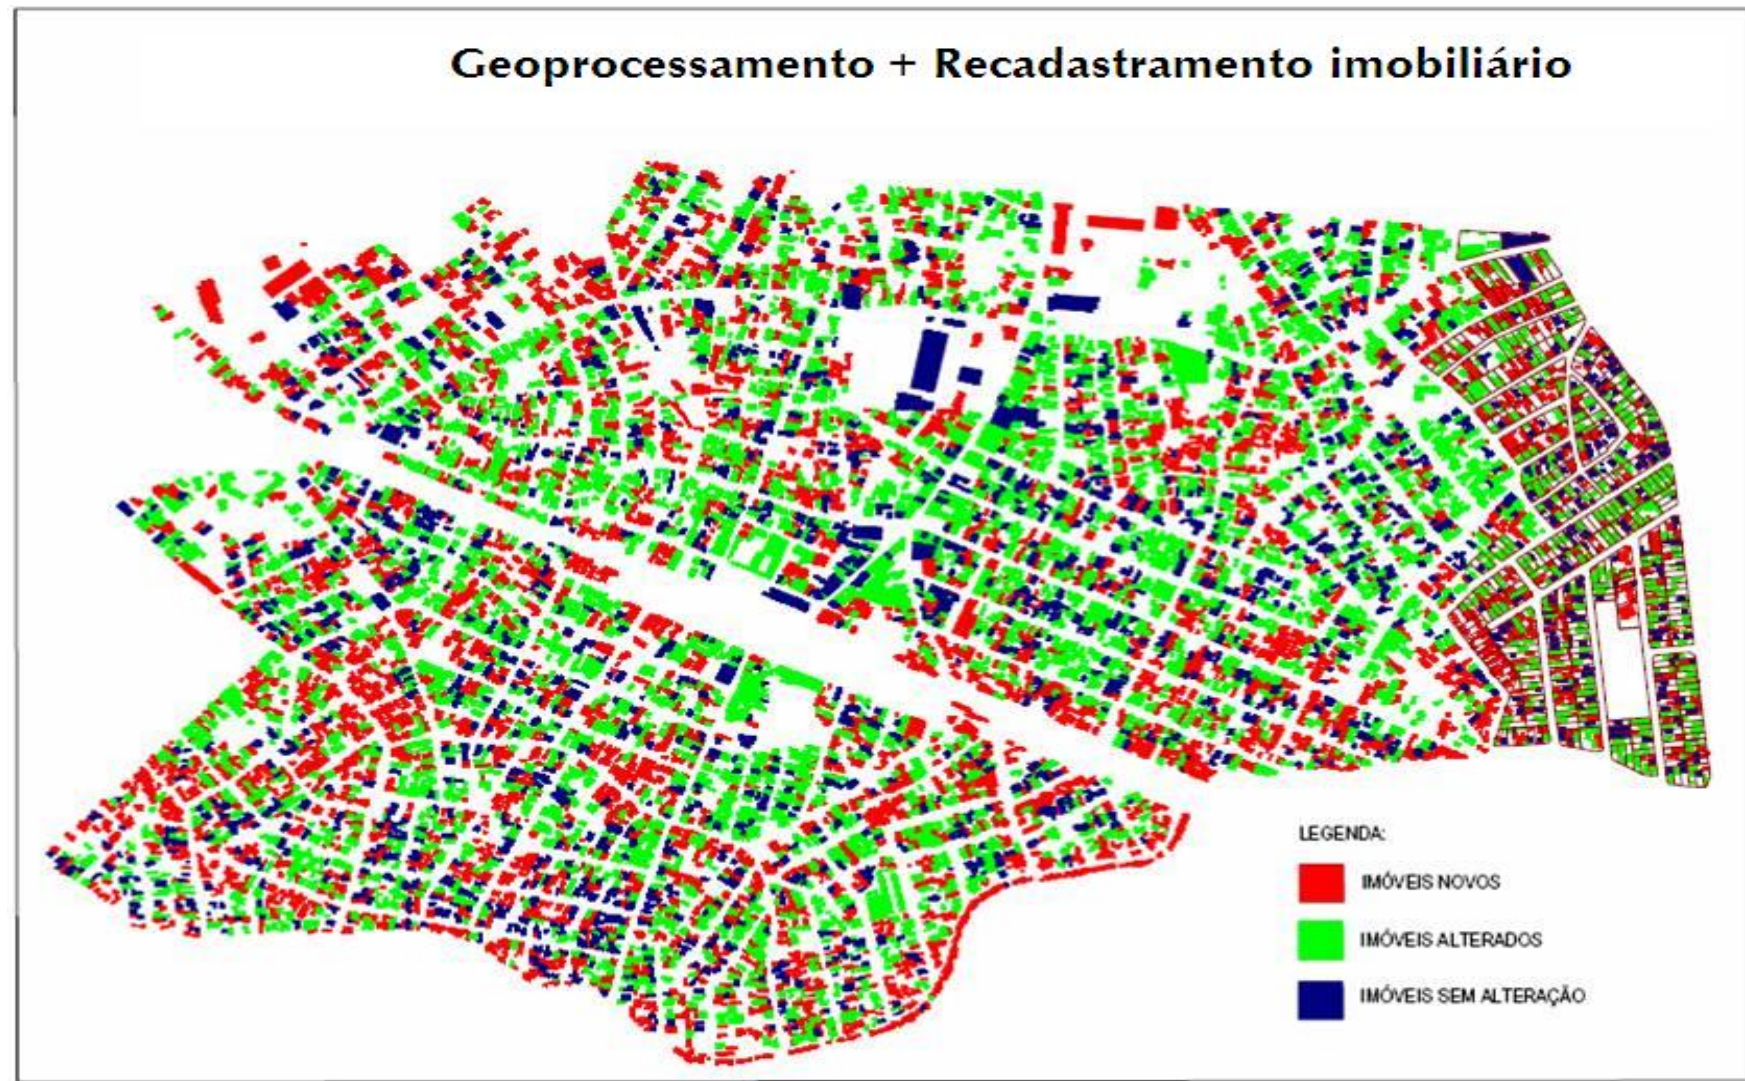 Geoprocessamento + Recadastramento imobiliário
LEGENDA:
IMÓVEIS NOVOS
IMÓVEIS ALTERADOS
IMÓVEIS SEM ALTERAÇÃO